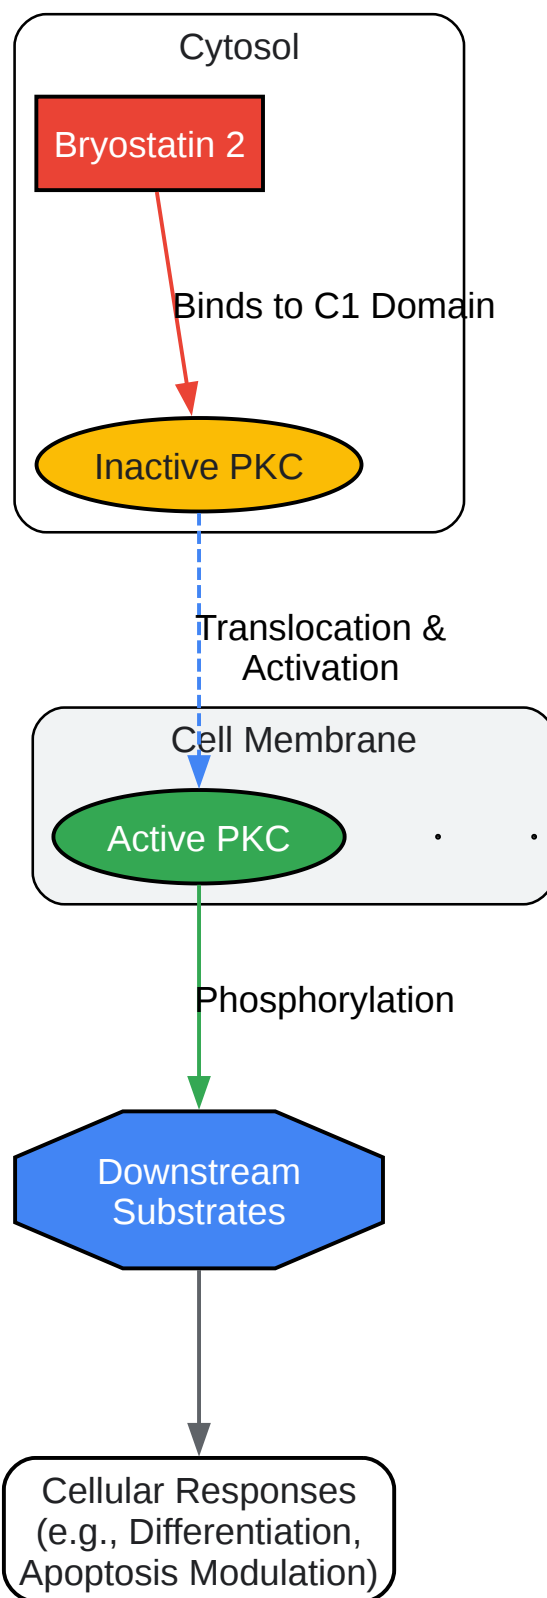 Cytosol
Bryostatin 2
Binds to C1 Domain
Inactive PKC
Translocation &
Activation
Cell Membrane
Active PKC
Phosphorylation
Downstream
Substrates
Cellular Responses
(e.g., Differentiation,
Apoptosis Modulation)